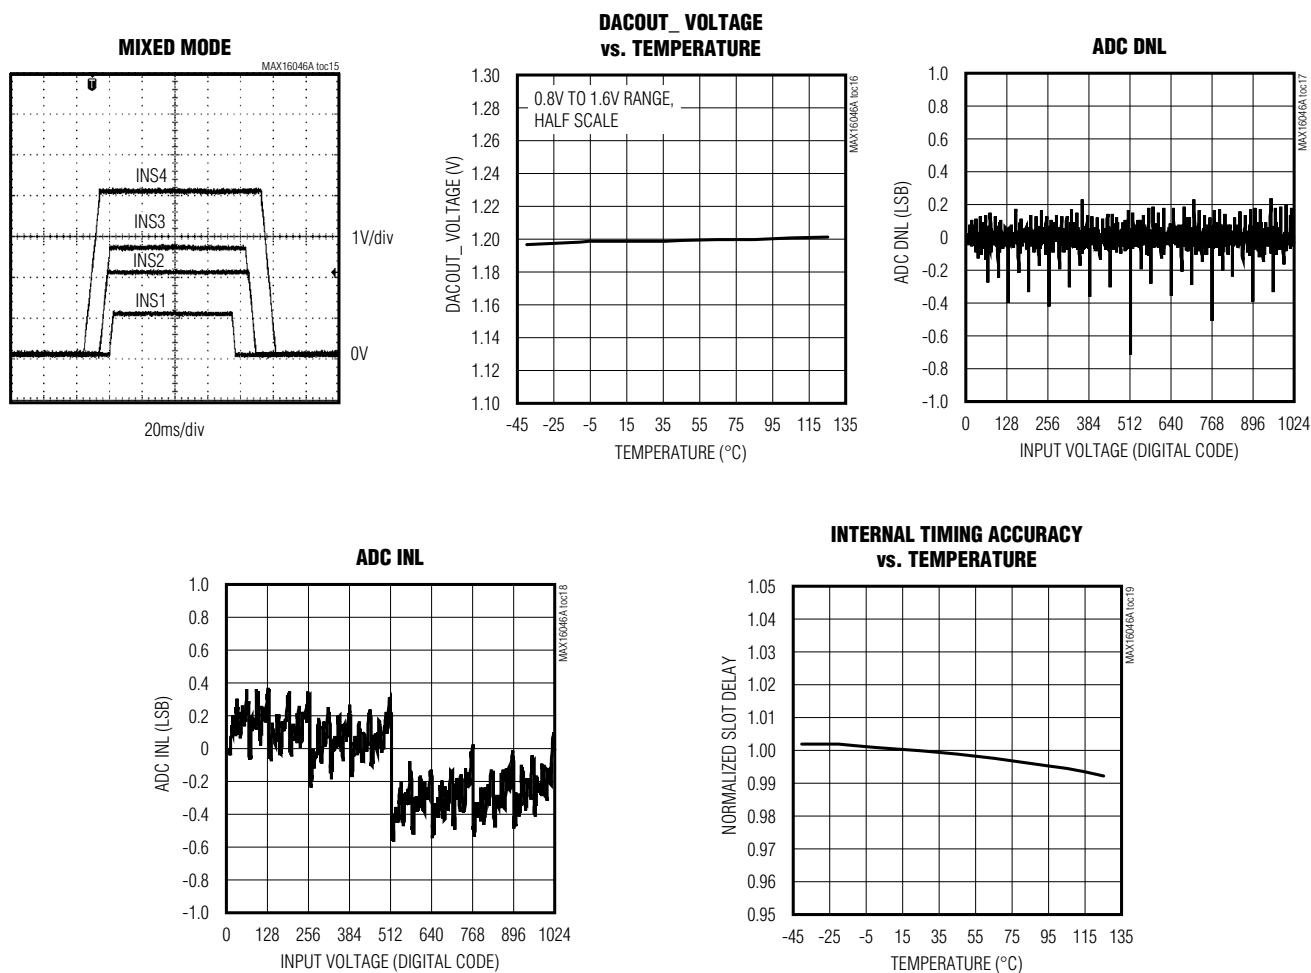 MIXED MODE
MAX16046A toc15
INS4
INS3
INS2
INS1
1V/div
0V
20ms/div
DACOUT_ VOLTAGE
vs. TEMPERATURE
MAX16046A toc16
0.8V TO 1.6V RANGE,
HALF SCALE
DACOUT_ VOLTAGE (V)
1.30
1.28
1.26
1.24
1.22
1.20
1.18
1.16
1.14
1.12
1.10
-45 -25 -5 15 35 55 75 95 115 135
TEMPERATURE (°C)
ADC DNL
MAX16046A toc17
ADC DNL (LSB)
1.0
0.8
0.6
0.4
0.2
0
-0.2
-0.4
-0.6
-0.8
-1.0
0 128 256 384 512 640 768 896 1024
INPUT VOLTAGE (DIGITAL CODE)
ADC INL
MAX16046A toc18
ADC INL (LSB)
1.0
0.8
0.6
0.4
0.2
0
-0.2
-0.4
-0.6
-0.8
-1.0
0 128 256 384 512 640 768 896 1024
INPUT VOLTAGE (DIGITAL CODE)
INTERNAL TIMING ACCURACY
vs. TEMPERATURE
MAX16046A toc19
NORMALIZED SLOT DELAY
1.05
1.04
1.03
1.02
1.01
1.00
0.99
0.98
0.97
0.96
0.95
-45 -25 -5 15 35 55 75 95 115 135
TEMPERATURE (°C)